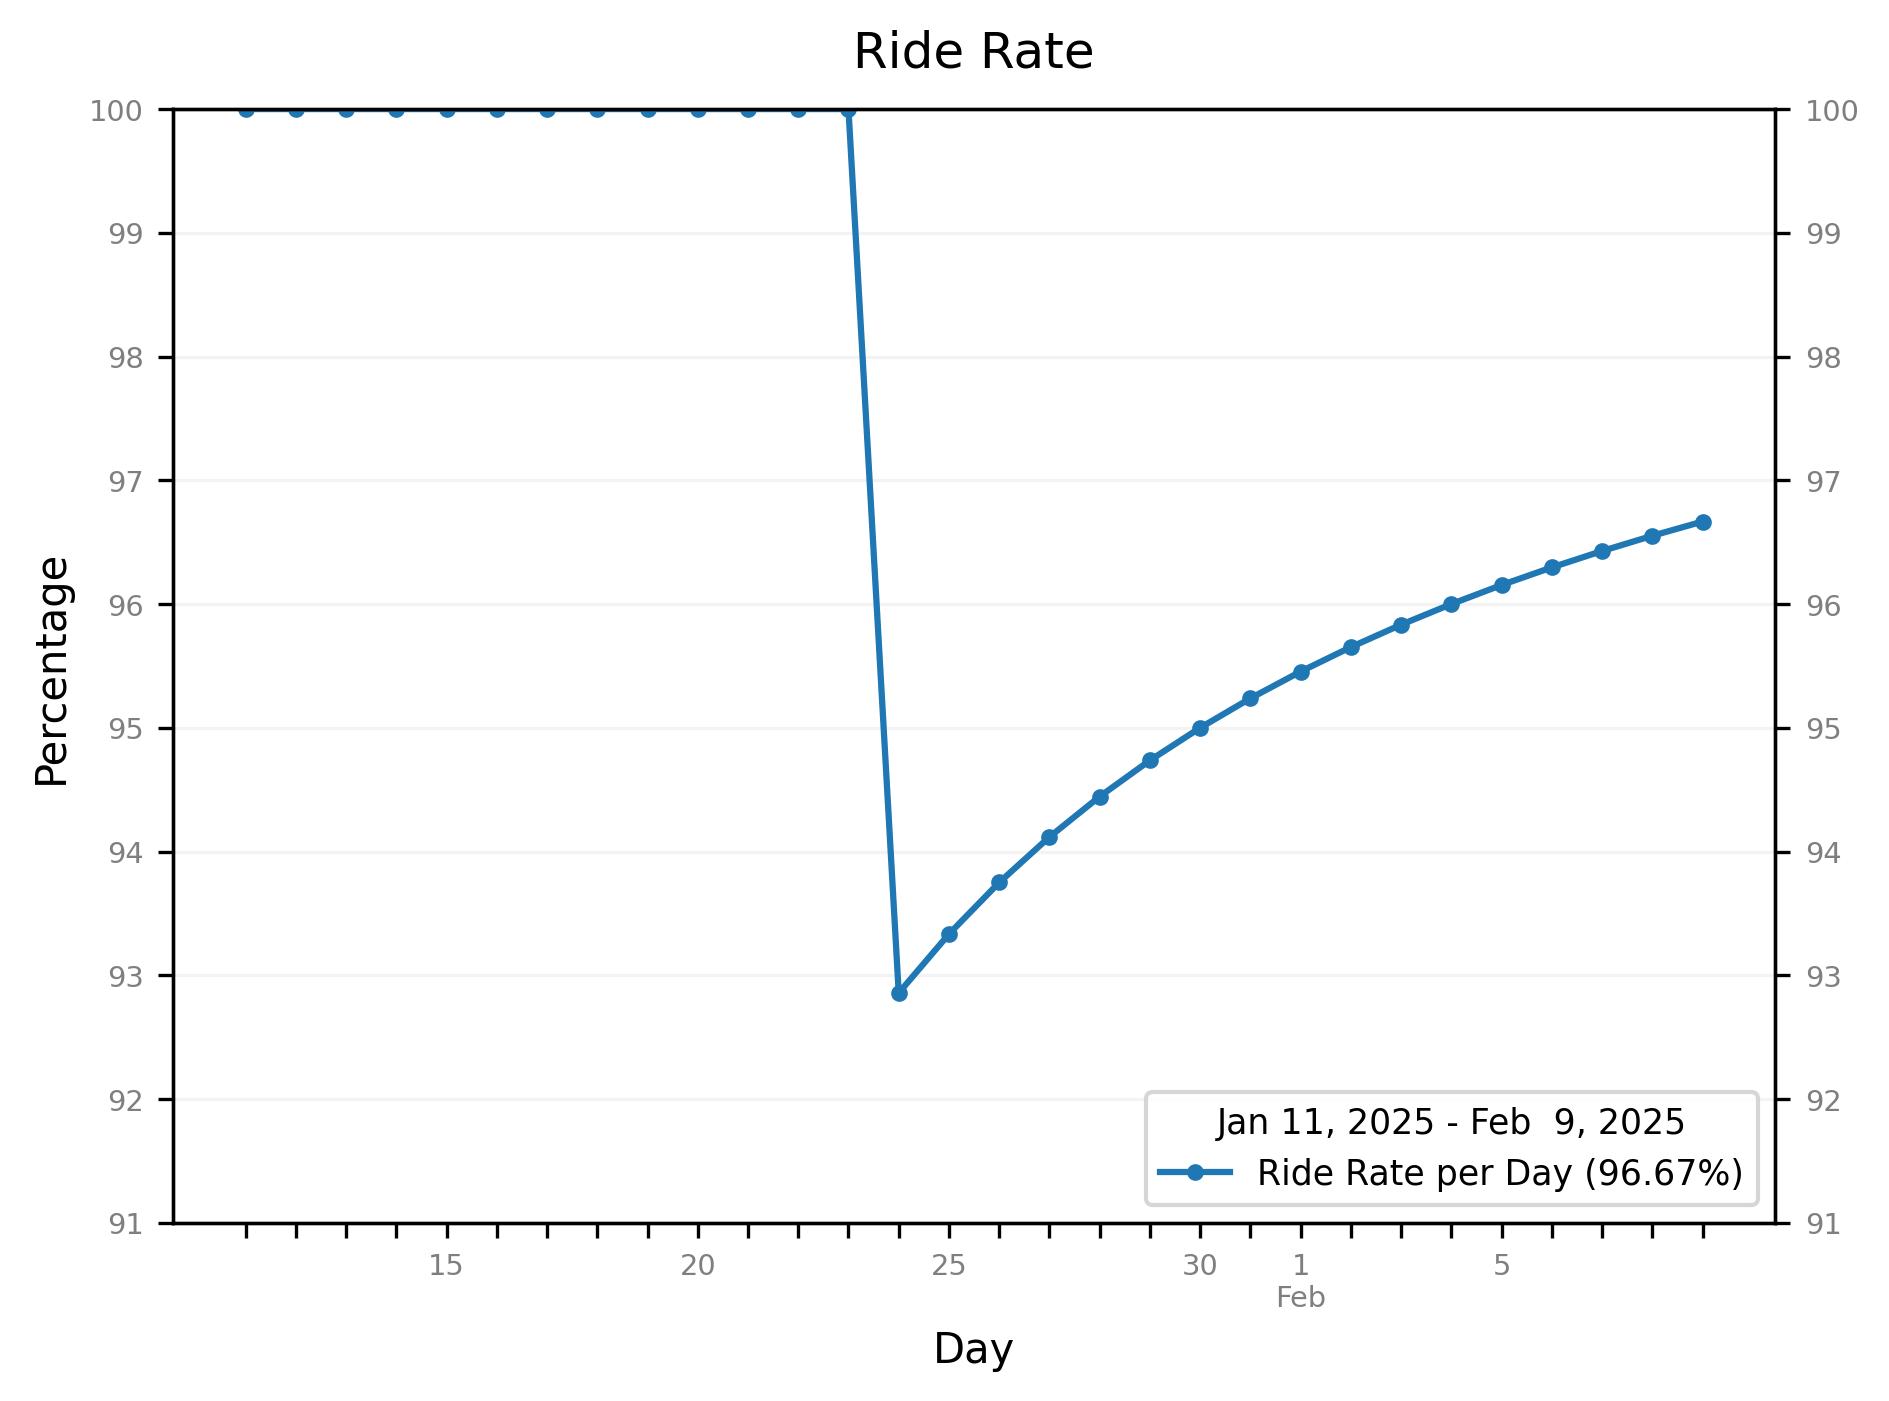 Ride Rate
100 100
99 99
98 98
97 97
96 96
95 95
94 94
93 93
92 92
91 91
Percentage
Jan 11, 2025 - Feb  9, 2025
Ride Rate per Day (96.67%)
15 20 25 30 1 5
Feb
Day